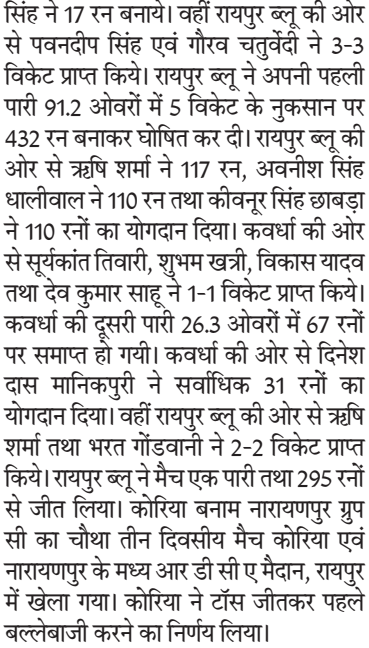 सिंह ने 17 रन बनाये। वहीं रायपुर ब्लू की ओर
से पवनदीप सिंह एवं गौरव चतुर्वेदी ने 3-3
विकेट प्राप्त किये। रायपुर ब्लू ने अपनी पहली
पारी 91.2 ओवरों में 5 विकेट के नुकसान पर
432 रन बनाकर घोषित कर दी। रायपुर ब्लू की
ओर से ऋषि शर्मा ने 117 रन, अवनीश सिंह
धालीवाल ने 110 रन तथा कीवनूर सिंह छाबड़ा
ने 110 रनों का योगदान दिया। कवर्धा की ओर
से सूर्यकांत तिवारी, शुभम खत्री, विकास यादव
तथा देव कुमार साहू ने 1-1 विकेट प्राप्त किये।
कवर्धा की दूसरी पारी 26.3 ओवरों में 67 रनों
पर समाप्त हो गयी। कवर्धा की ओर से दिनेश
दास मानिकपुरी ने सर्वाधिक 31 रनों का
योगदान दिया। वहीं रायपुर ब्लू की ओर से ऋषि
शर्मा तथा भरत गोंडवानी ने 2-2 विकेट प्राप्त
किये। रायपुर ब्लू ने मैच एक पारी तथा 295 रनों
से जीत लिया। कोरिया बनाम नारायणपुर ग्रुप
सी का चौथा तीन दिवसीय मैच कोरिया एवं
नारायणपुर के मध्य आर डी सी ए मैदान, रायपुर
में खेला गया। कोरिया ने टॉस जीतकर पहले
बल्लेबाजी करने का निर्णय लिया।